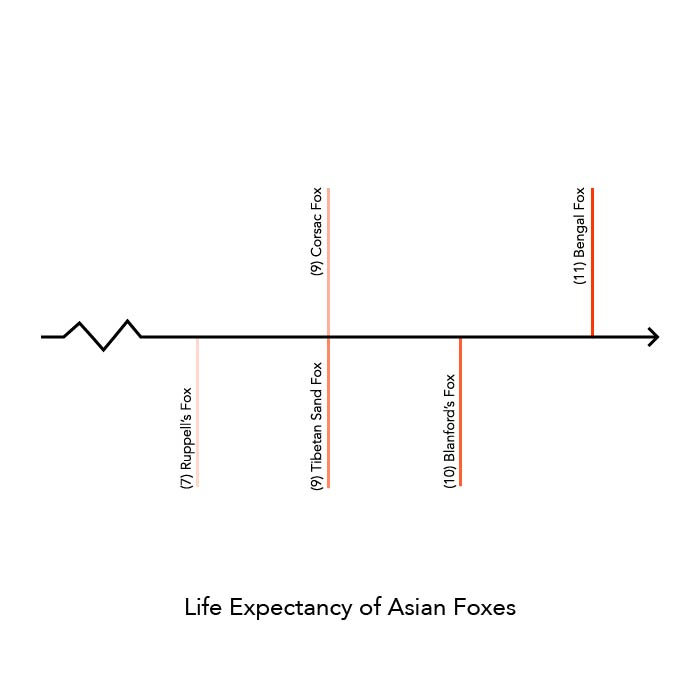 (9) Corsac Fox
(11) Bengal Fox
(7) Ruppell's Fox
(9) Tibetan Sand Fox
(10) Blanford's Fox
Life Expectancy of Asian Foxes